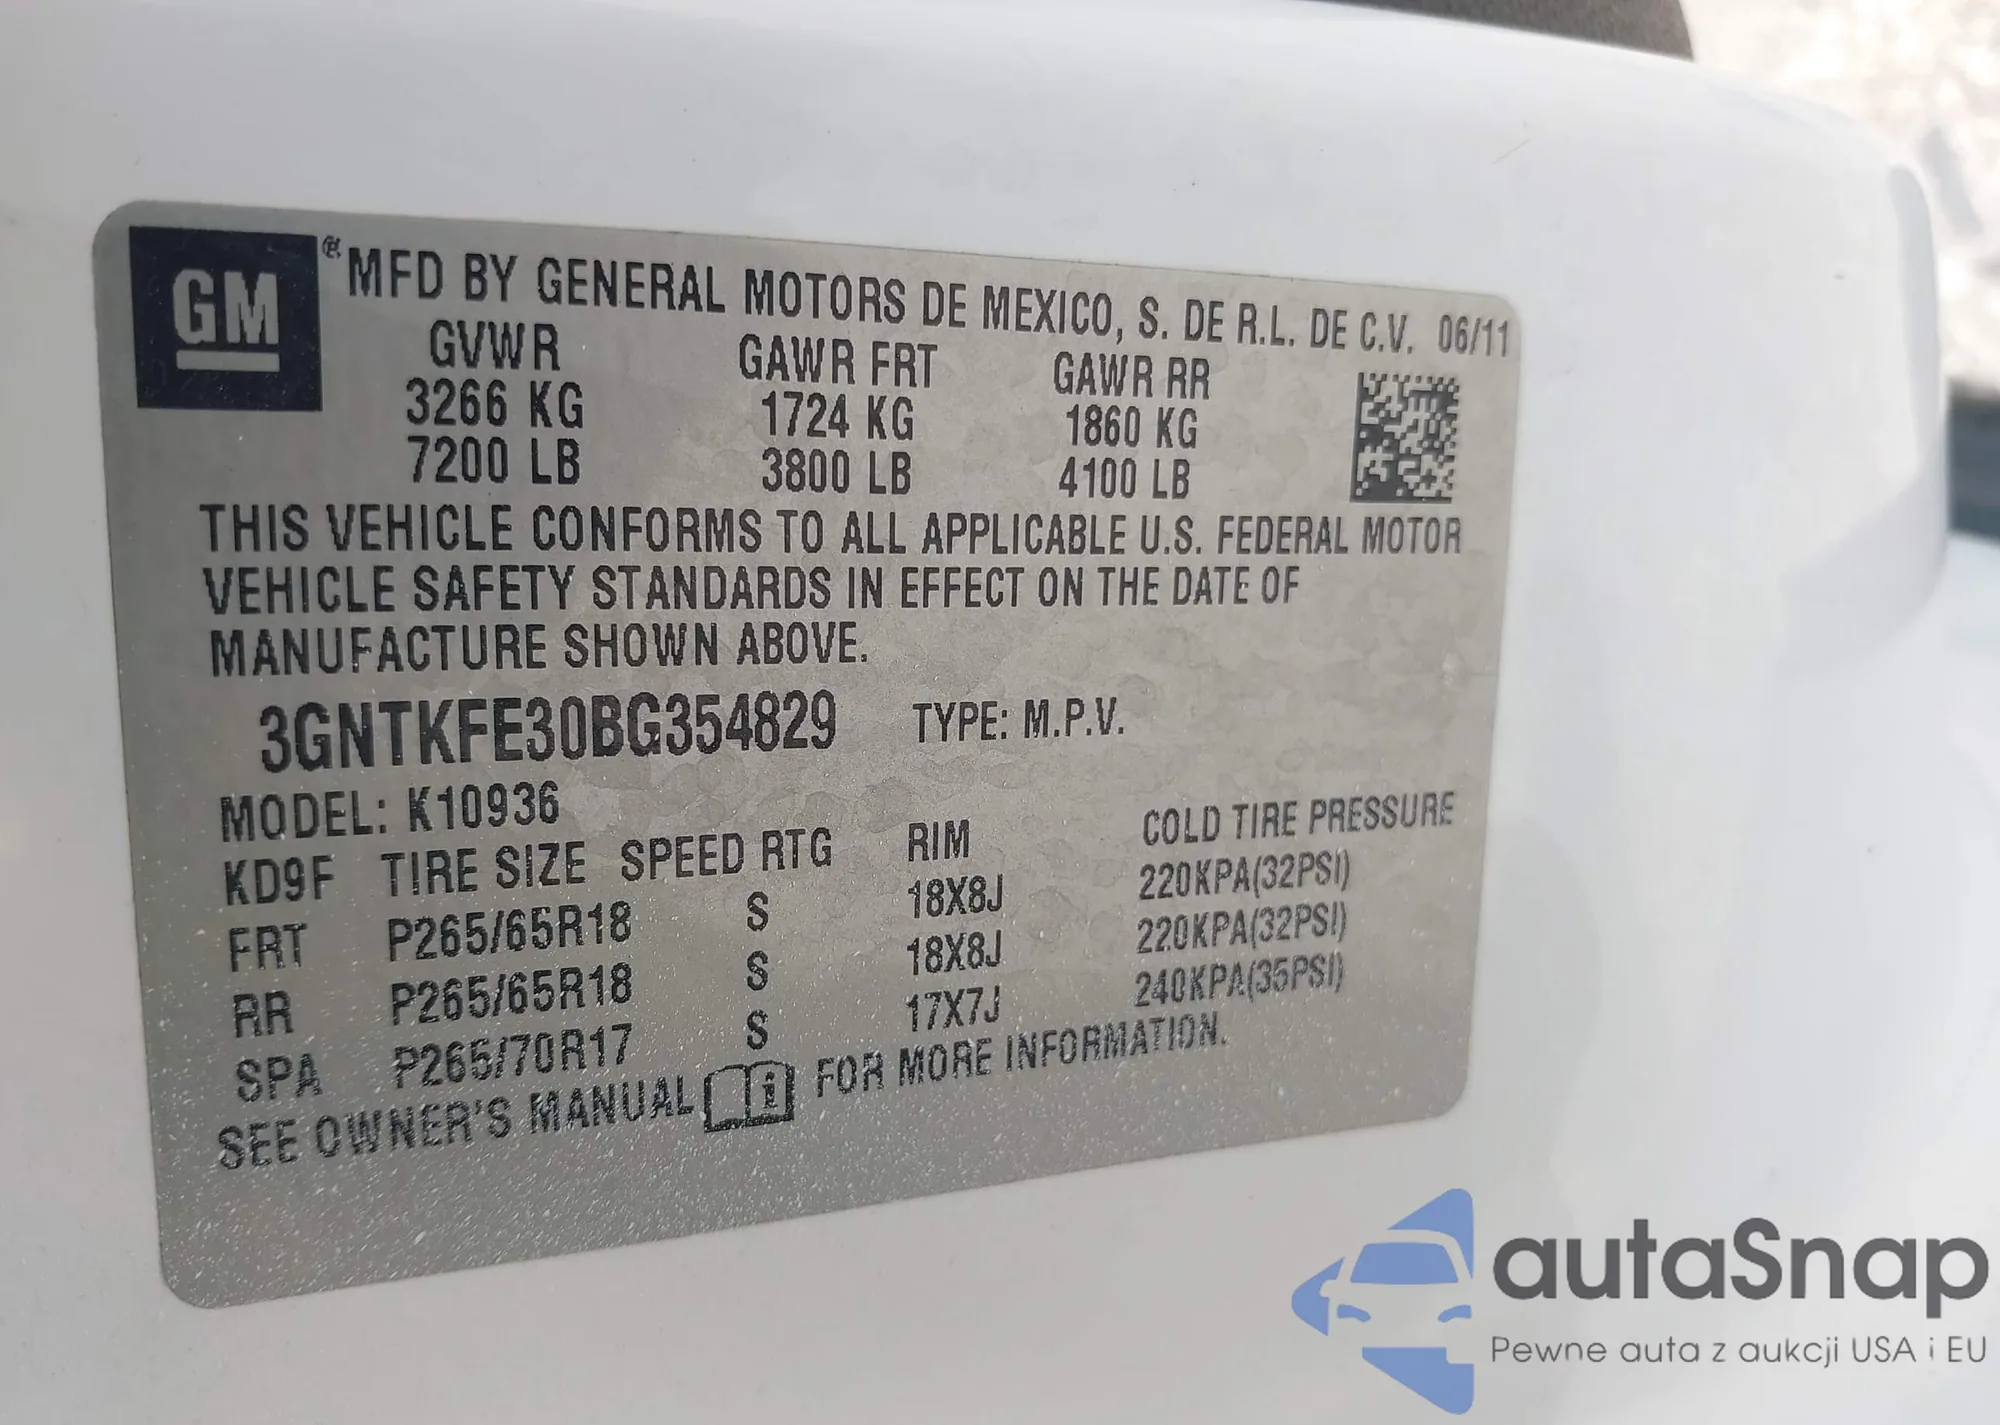 GM ® MFD BY GENERAL MOTORS DE MEXICO, S. DE R.L. DE C.V. 06/11
GVWR GAWR FRT GAWR RR
3266 KG 1724 KG 1860 KG
7200 LB 3800 LB 4100 LB
THIS VEHICLE CONFORMS TO ALL APPLICABLE U.S. FEDERAL MOTOR
VEHICLE SAFETY STANDARDS IN EFFECT ON THE DATE OF
MANUFACTURE SHOWN ABOVE.
3GNTKFE30BG354829 TYPE: M.P.V.
MODEL: K10936
KD9F TIRE SIZE SPEED RTG RIM COLD TIRE PRESSURE
FRT P265/65R18 S 18X8J 220KPA(32PSI)
RR P265/65R18 S 18X8J 220KPA(32PSI)
SPA P265/70R17 S 17X7J 240KPA(35PSI)
SEE OWNER'S MANUAL i FOR MORE INFORMATION.
autaSnap
Pewne auta z aukcji USA i EU